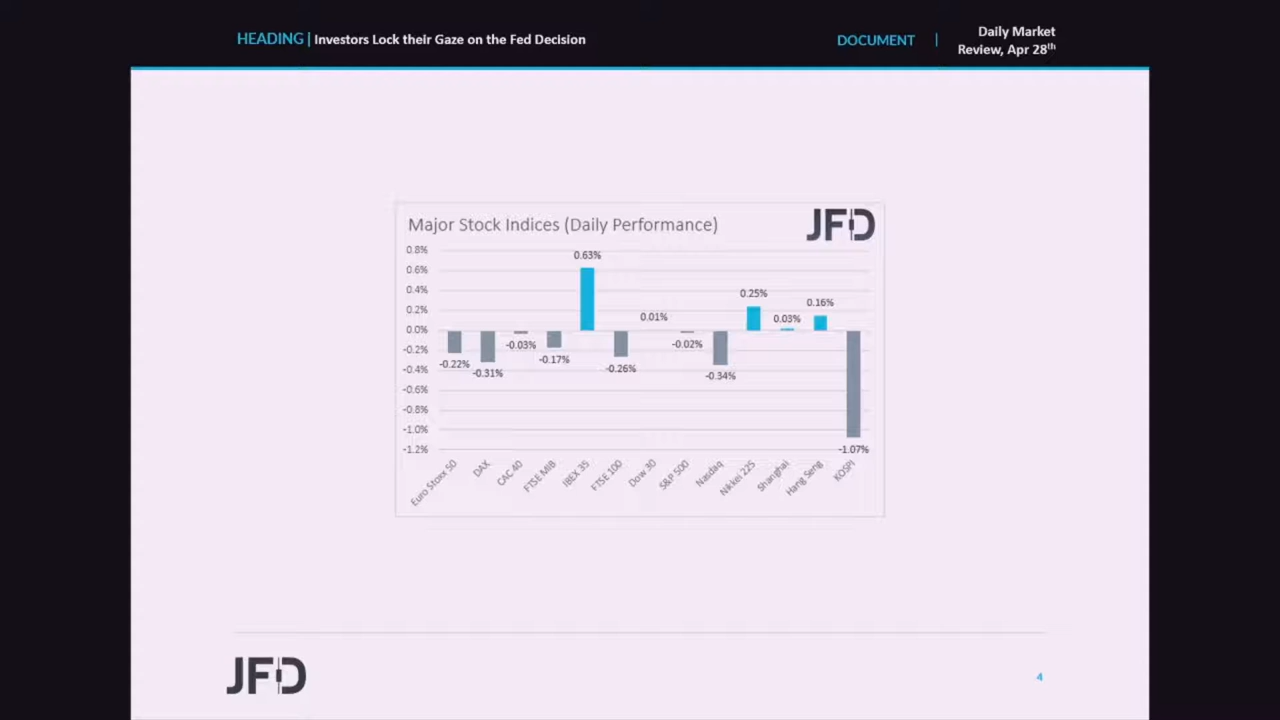 HEADING | Investors Lock their Gaze on the Fed Decision
DOCUMENT |
Daily Market
Review, Apr 28th
Major Stock Indices (Daily Performance)
JFD
0.8%
0.6%
0.4%
0.2%
0.0%
-0.2%
-0.4%
-0.6%
-0.8%
-1.0%
-1.2%
-0.22%
-0.31%
-0.03%
-0.17%
0.63%
-0.26%
0.01%
-0.02%
-0.34%
0.25%
0.03%
0.16%
-1.07%
Euro Stoxx 50
DAX
CAC 40
FTSE MIB
IBEX 35
FTSE 100
Dow 30
S&P 500
Nasdaq
Nikkei 225
Shanghai
Hang Seng
KOSPI
JFD
4